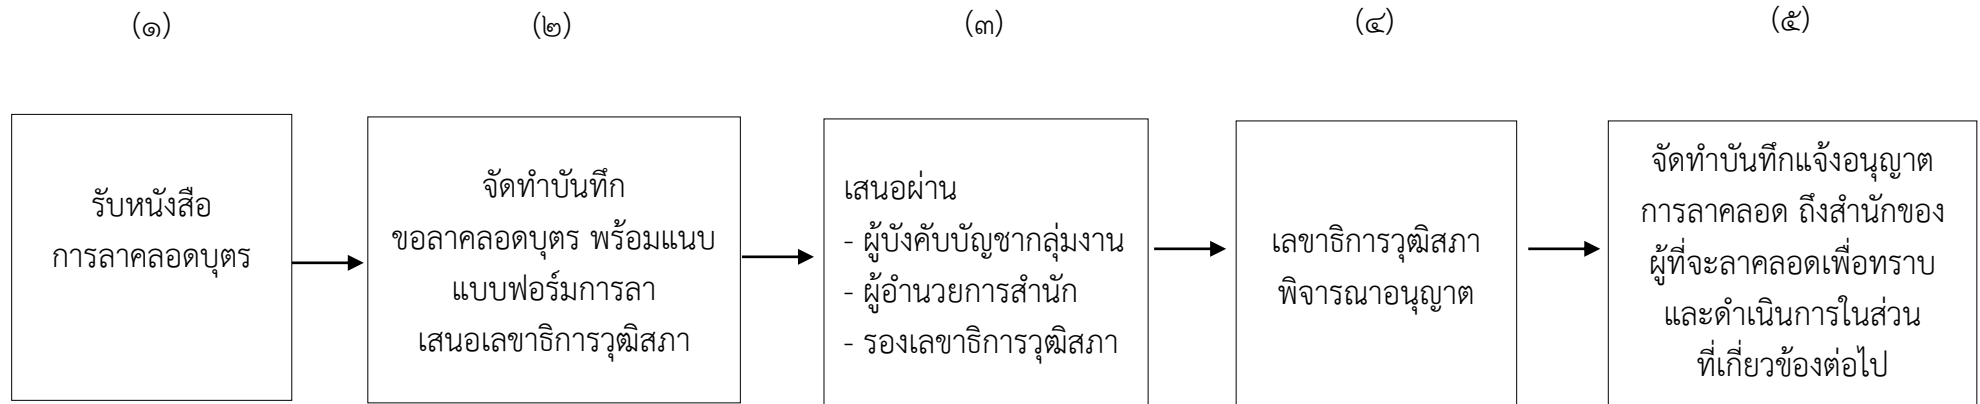 (๑)
(๒)
(๓)
(๔)
(๕)
รับหนังสือ
การลาคลอดบุตร
จัดทำบันทึก
ขอลาคลอดบุตร พร้อมแนบ
แบบฟอร์มการลา
เสนอเลขาธิการวุฒิสภา
เสนอผ่าน
- ผู้บังคับบัญชากลุ่มงาน
- ผู้อำนวยการสำนัก
- รองเลขาธิการวุฒิสภา
เลขาธิการวุฒิสภา
พิจารณาอนุญาต
จัดทำบันทึกแจ้งอนุญาต
การลาคลอด ถึงสำนักของ
ผู้ที่จะลาคลอดเพื่อทราบ
และดำเนินการในส่วน
ที่เกี่ยวข้องต่อไป